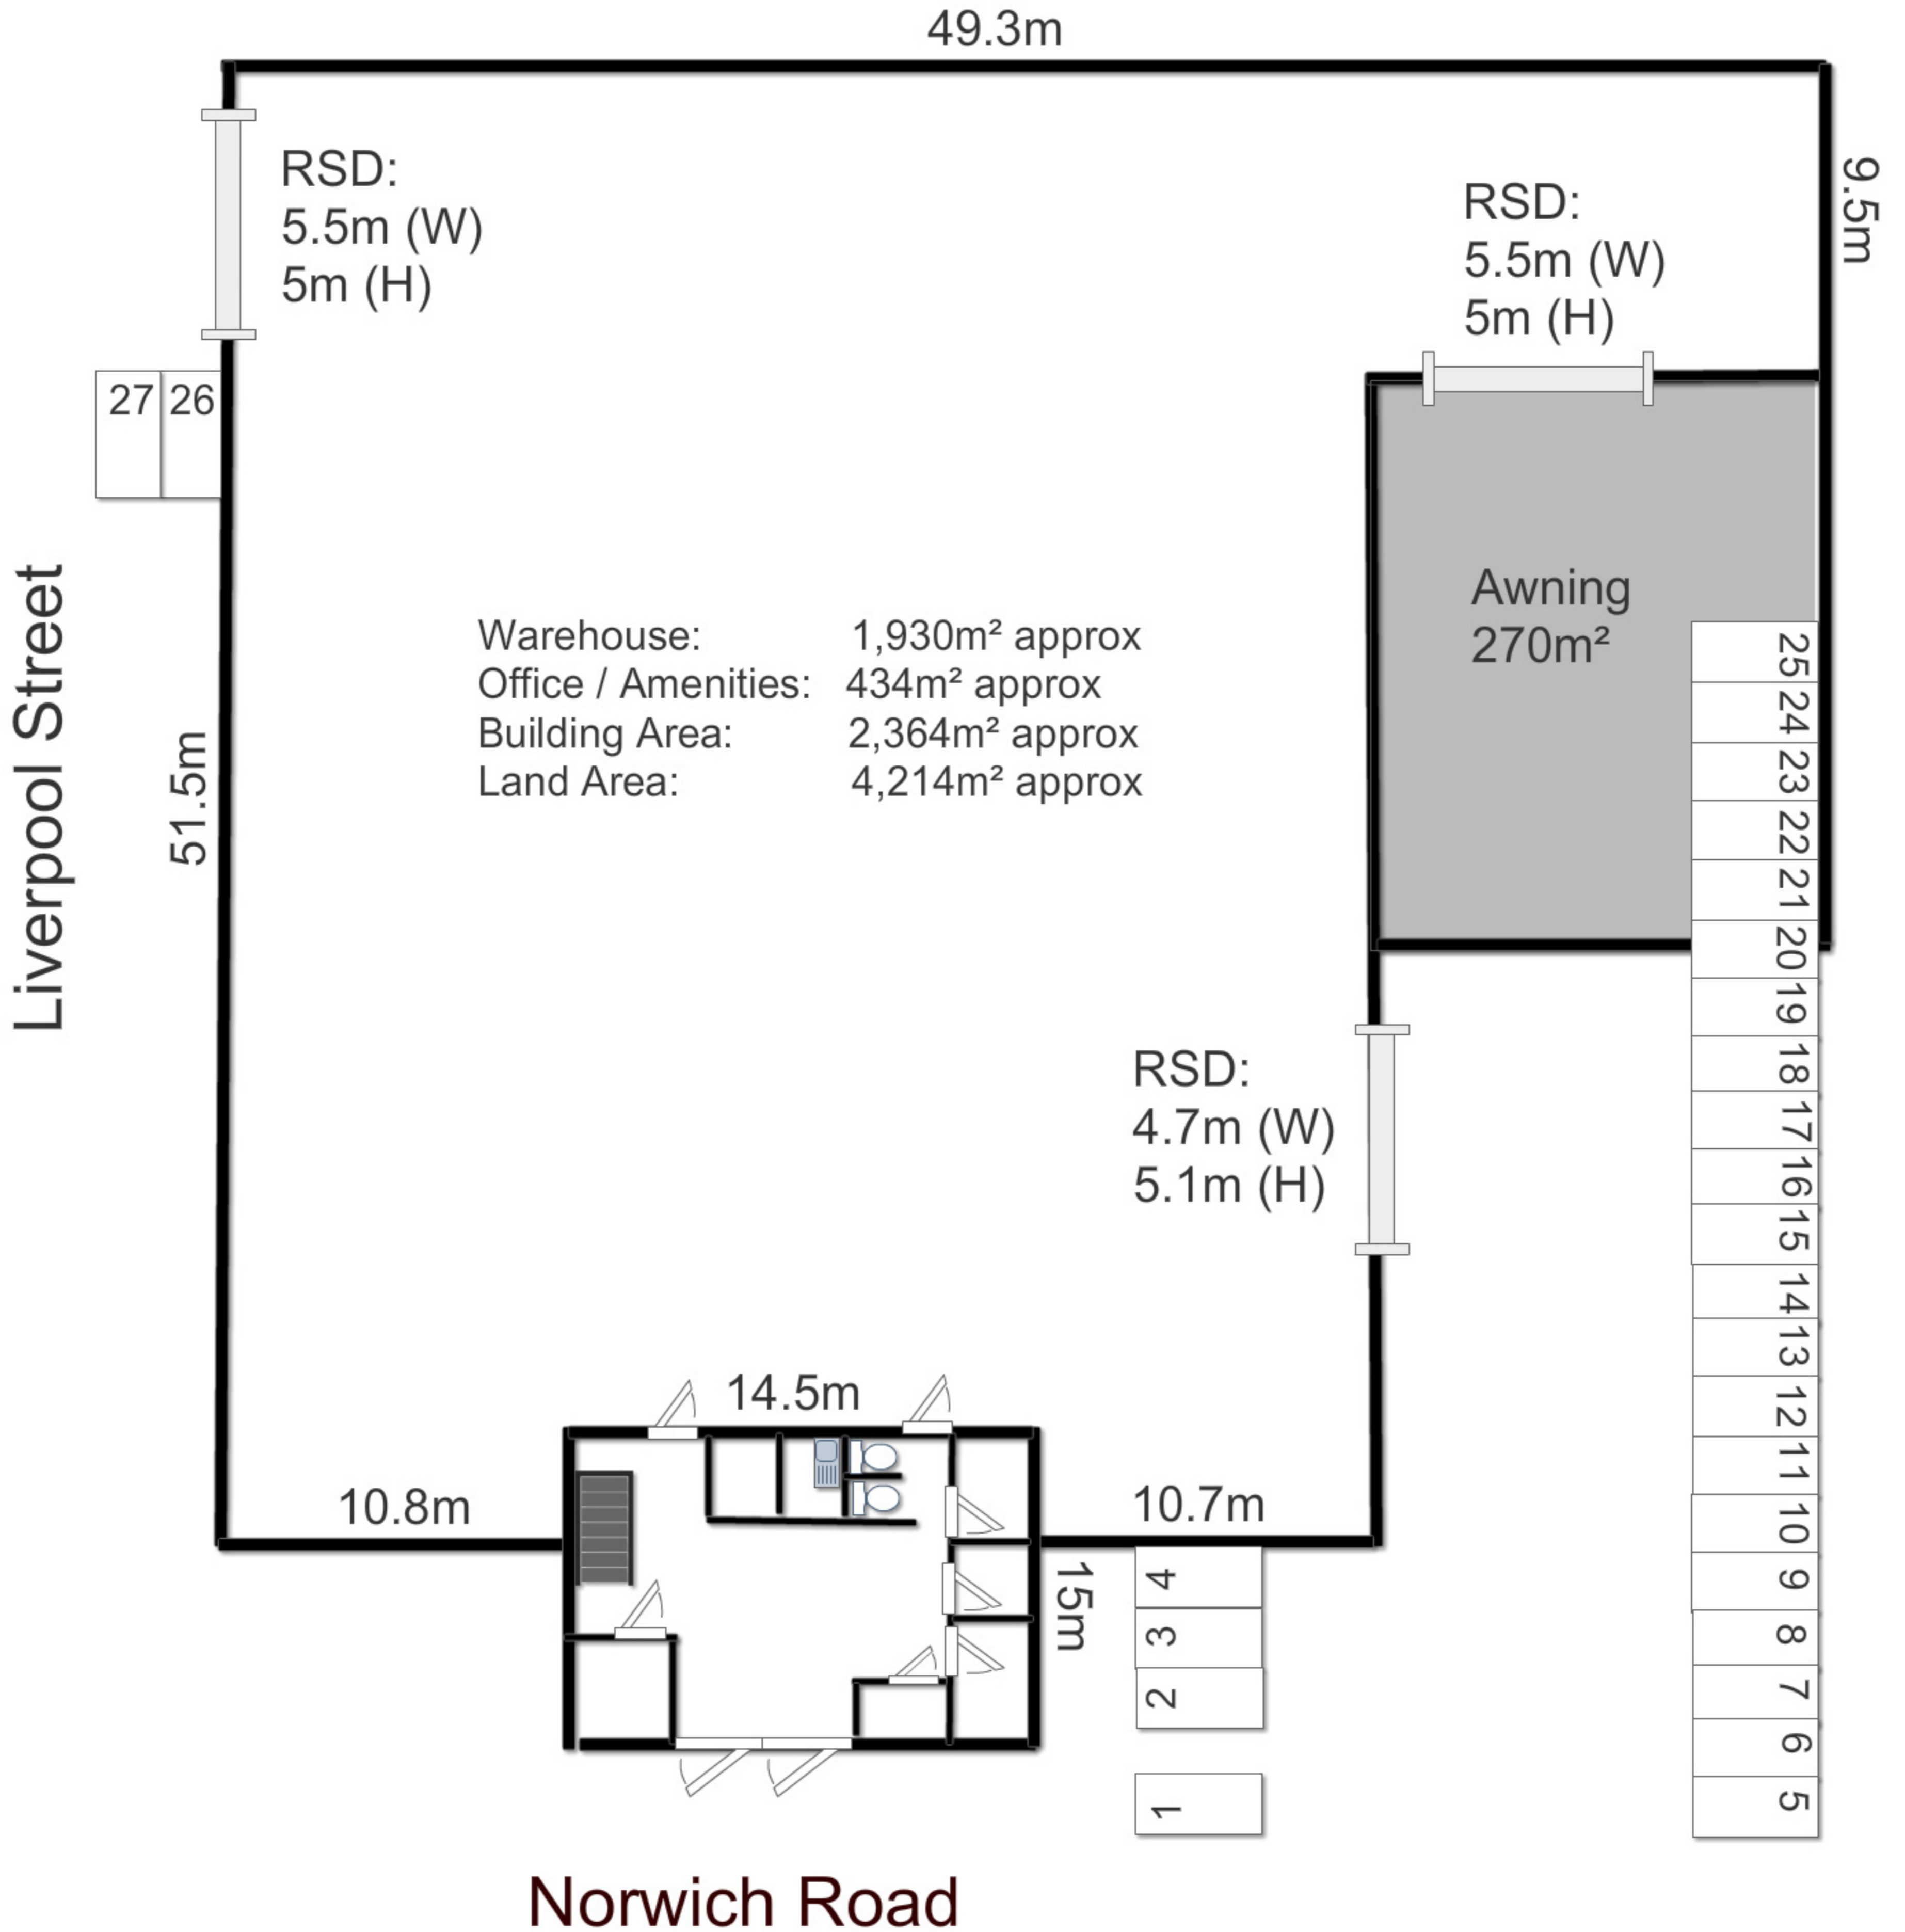 49.3m
9.5m
RSD:
5.5m (W)
5m (H)
RSD:
5.5m (W)
5m (H)
27 26
Awning
270m²
Liverpool Street
51.5m
Warehouse: 1,930m² approx
Office / Amenities: 434m² approx
Building Area: 2,364m² approx
Land Area: 4,214m² approx
25
24
23
22
21
20
19
18
17
16
15
14
13
12
11
10
9
8
7
6
5
RSD:
4.7m (W)
5.1m (H)
14.5m
10.8m
10.7m
15m
4
3
2
1
Norwich Road